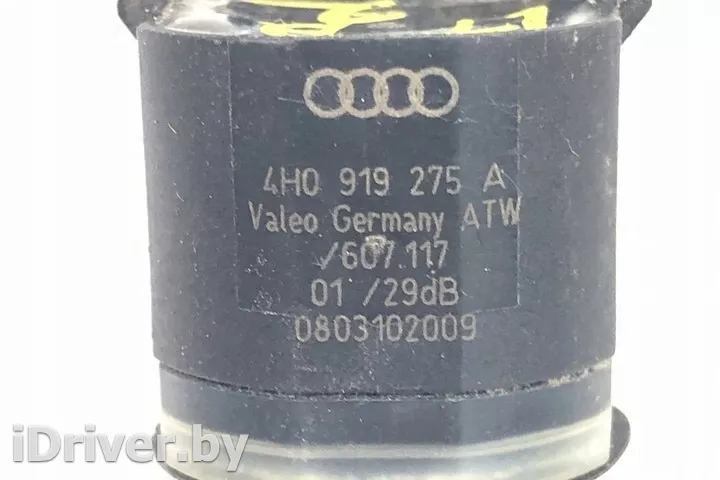 4H0 919 275 A
Valeo Germany ATW
/607.117
01 /29dB
0803102009
iDriver.by